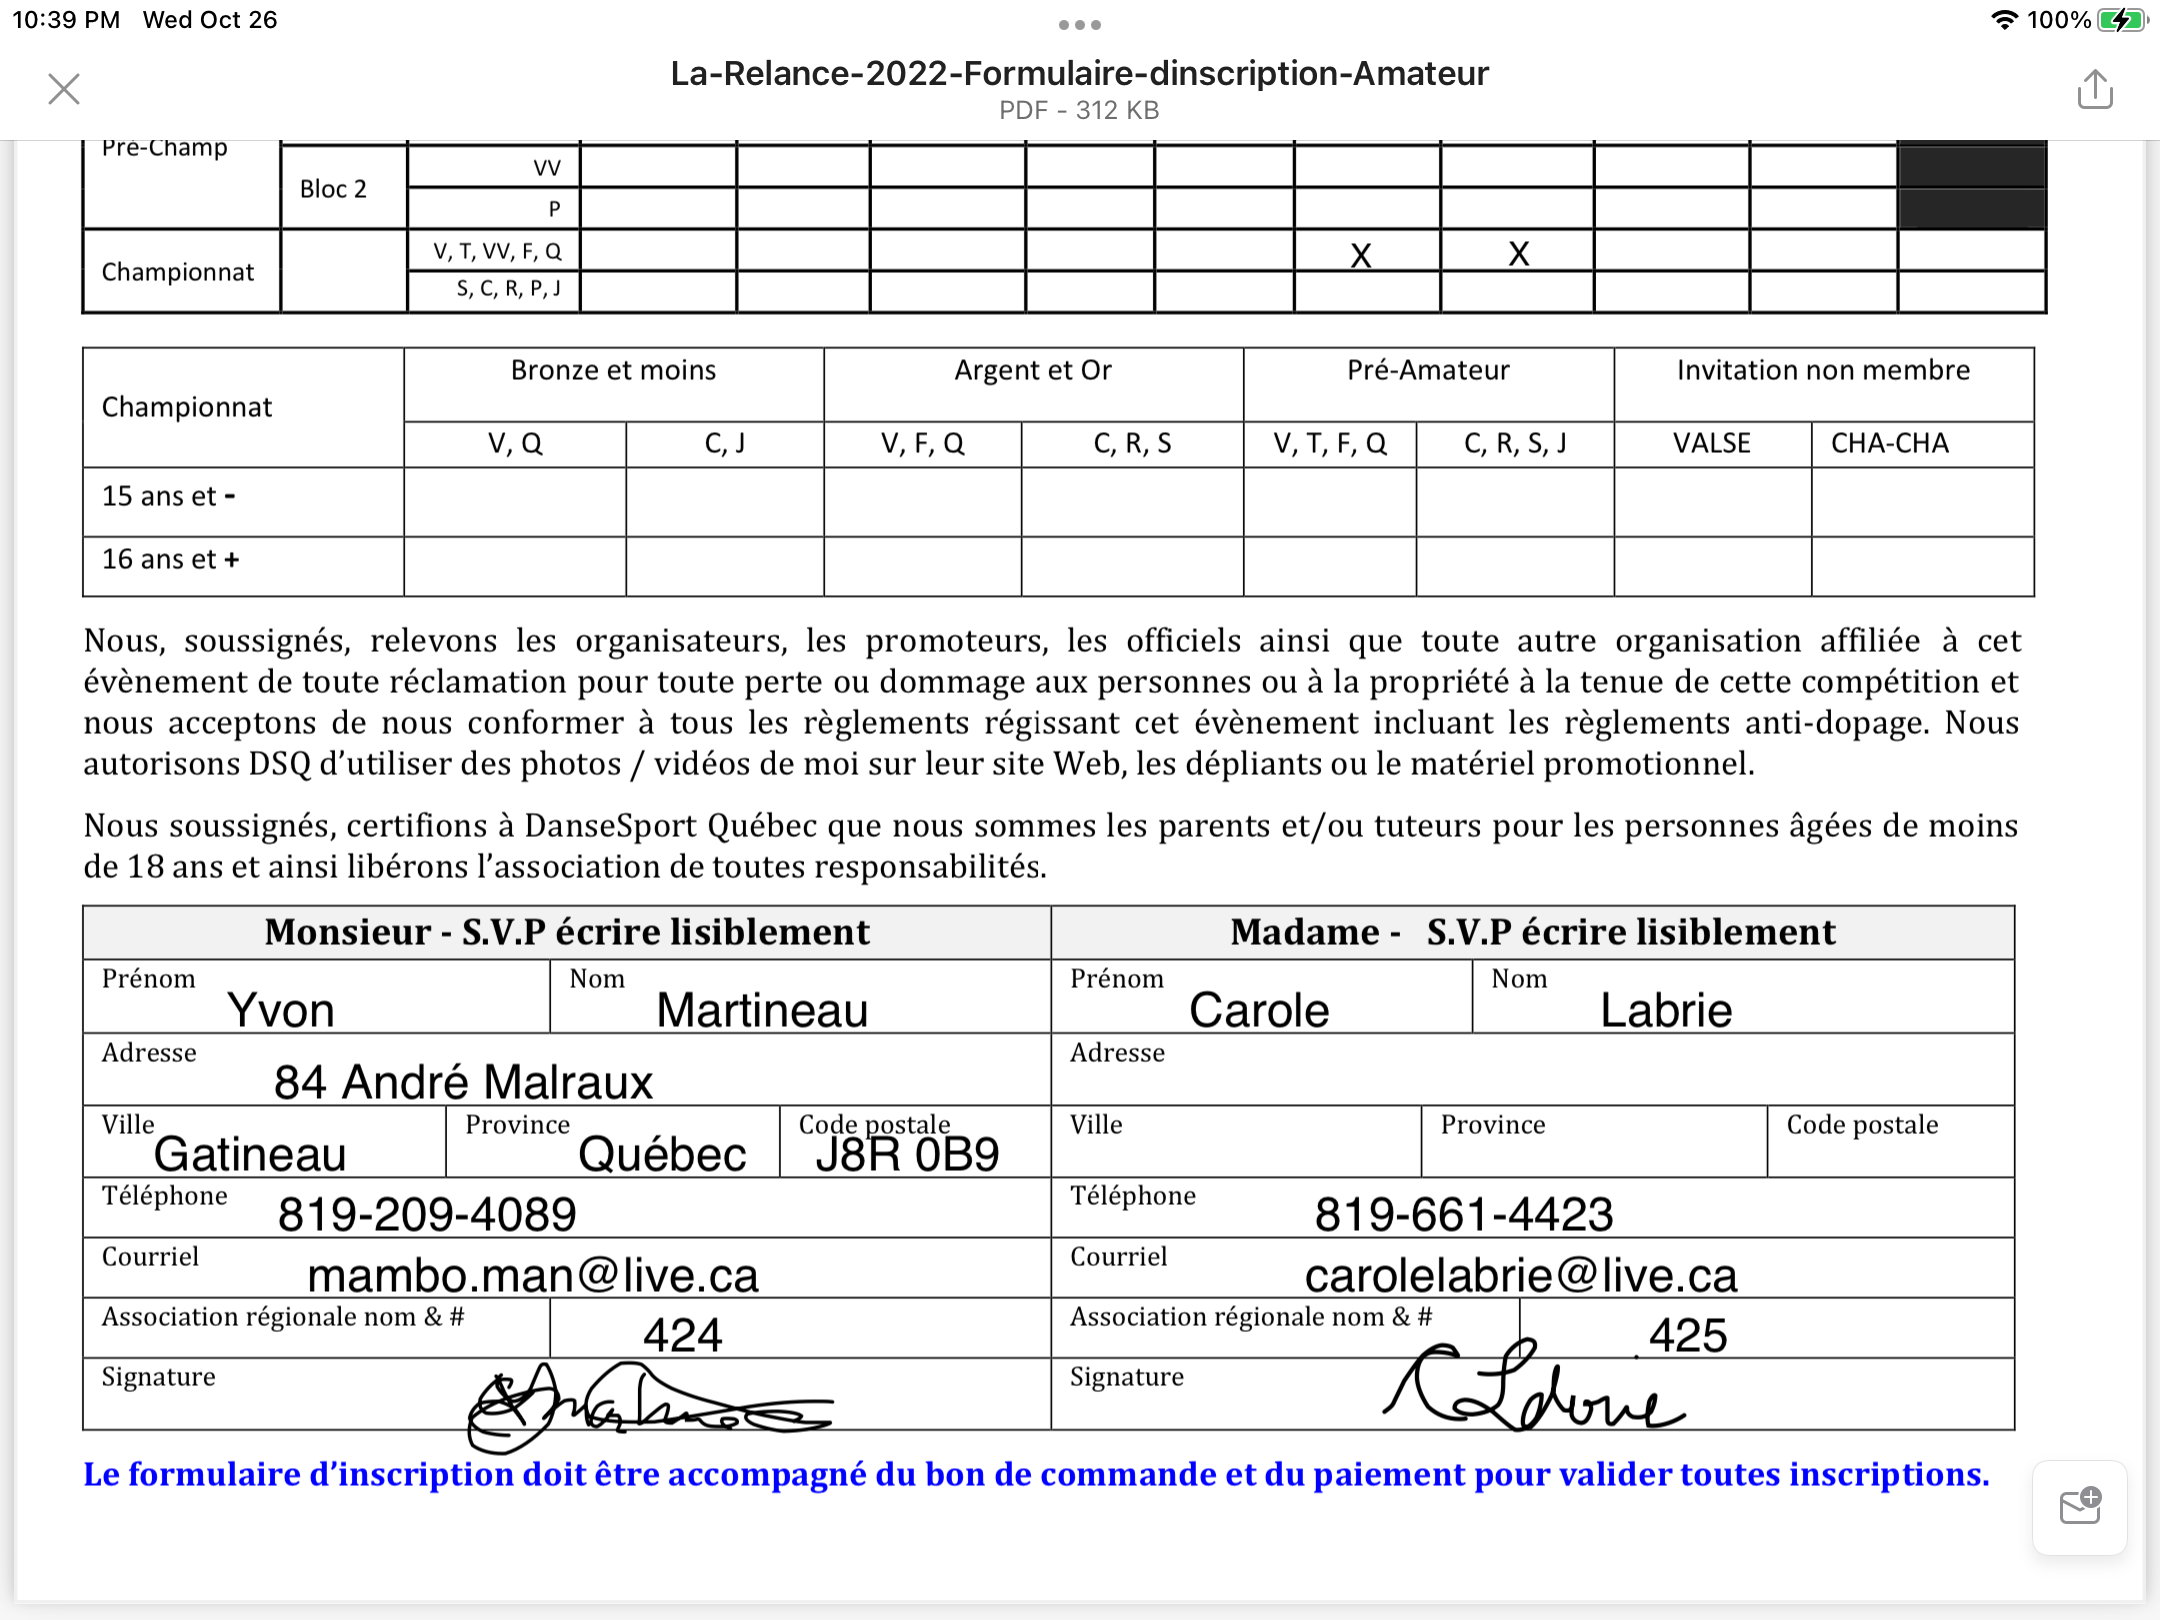 10:39 PM Wed Oct 26
100%
La-Relance-2022-Formulaire-dinscription-Amateur
PDF - 312 KB
Pré-Champ
Bloc 2
VV
P
Championnat
V, T, VV, F, Q X X
S, C, R, P, J
Championnat
Bronze et moins Argent et Or Pré-Amateur Invitation non membre
V, Q C, J V, F, Q C, R, S V, T, F, Q C, R, S, J VALSE CHA-CHA
15 ans et -
16 ans et +
Nous, soussignés, relevons les organisateurs, les promoteurs, les officiels ainsi que toute autre organisation affiliée à cet
évènement de toute réclamation pour toute perte ou dommage aux personnes ou à la propriété à la tenue de cette compétition et
nous acceptons de nous conformer à tous les règlements régissant cet évènement incluant les règlements anti-dopage. Nous
autorisons DSQ d’utiliser des photos / vidéos de moi sur leur site Web, les dépliants ou le matériel promotionnel.
Nous soussignés, certifions à DanseSport Québec que nous sommes les parents et/ou tuteurs pour les personnes âgées de moins
de 18 ans et ainsi libérons l’association de toutes responsabilités.
Monsieur - S.V.P écrire lisiblement Madame - S.V.P écrire lisiblement
Prénom Yvon Nom Martineau Prénom Carole Nom Labrie
Adresse 84 André Malraux Adresse
Ville Gatineau Province Québec Code postale J8R 0B9 Ville Province Code postale
Téléphone 819-209-4089 Téléphone 819-661-4423
Courriel mambo.man@live.ca Courriel carolelabrie@live.ca
Association régionale nom & # 424 Association régionale nom & # .425
Signature Signature
Le formulaire d’inscription doit être accompagné du bon de commande et du paiement pour valider toutes inscriptions.